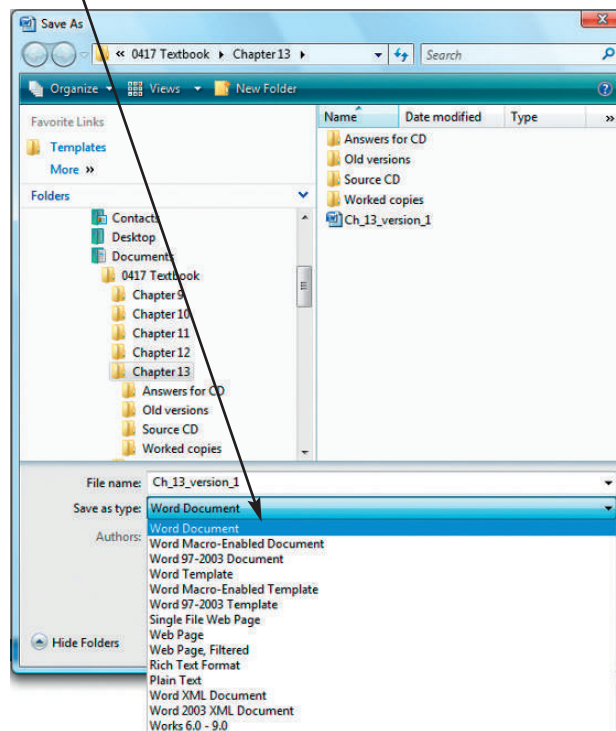 Save As
« 0417 Textbook ▸ Chapter 13 ▸ Search
Organize Views New Folder
Favorite Links
Templates
More »
Folders
Contacts
Desktop
Documents
0417 Textbook
Chapter 9
Chapter 10
Chapter 11
Chapter 12
Chapter 13
Answers for CD
Old versions
Source CD
Worked copies
Name Date modified Type »
Answers for CD
Old versions
Source CD
Worked copies
Ch_13_version_1
File name: Ch_13_version_1
Save as type: Word Document
Authors:
Word Document
Word Macro-Enabled Document
Word 97-2003 Document
Word Template
Word Macro-Enabled Template
Word 97-2003 Template
Single File Web Page
Web Page
Web Page, Filtered
Rich Text Format
Plain Text
Word XML Document
Word 2003 XML Document
Works 6.0 - 9.0
Hide Folders